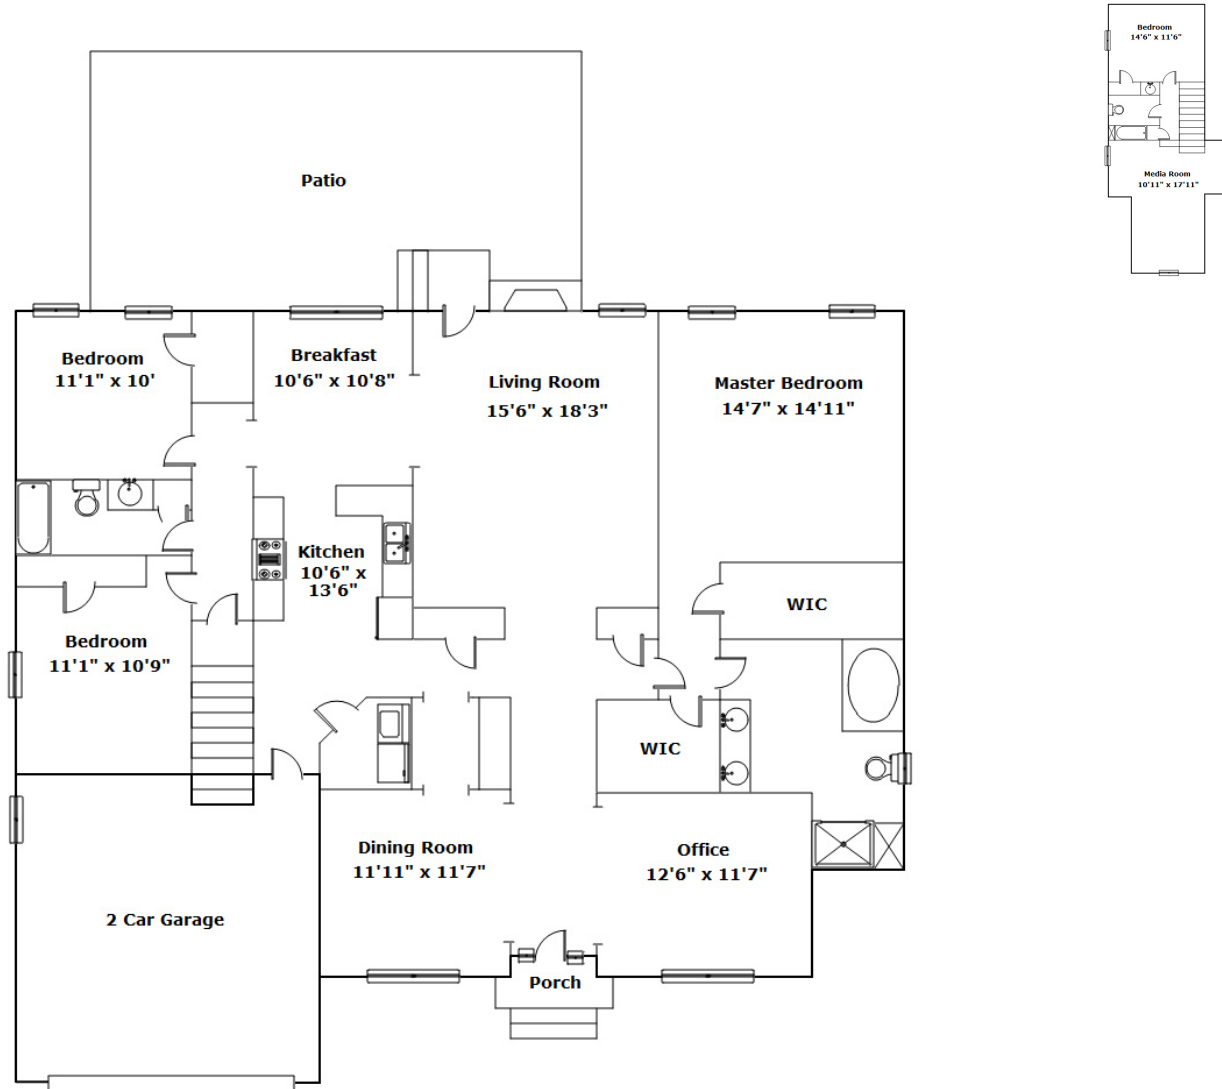 Bedroom
14'6" x 11'6"
Media Room
10'11" x 17'11"
Patio
Bedroom
11'1" x 10'
Breakfast
10'6" x 10'8"
Living Room
15'6" x 18'3"
Master Bedroom
14'7" x 14'11"
Kitchen
10'6" x
13'6"
WIC
Bedroom
11'1" x 10'9"
WIC
Dining Room
11'11" x 11'7"
Office
12'6" x 11'7"
2 Car Garage
Porch